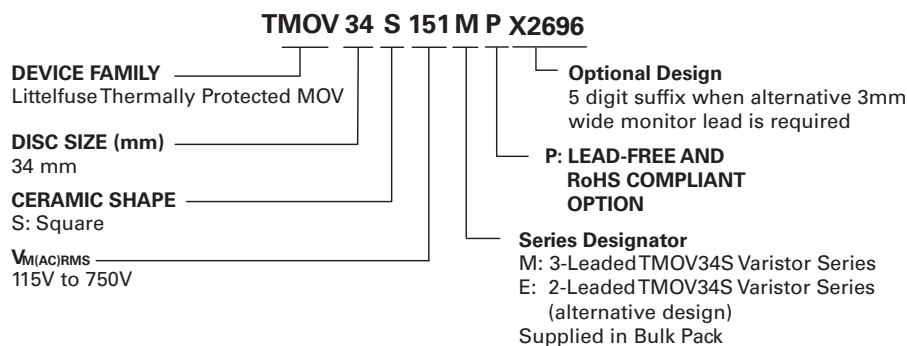 TMOV 34 S 151 M P X2696
DEVICE FAMILY
Littelfuse Thermally Protected MOV
DISC SIZE (mm)
34 mm
CERAMIC SHAPE
S: Square
VM(AC)RMS
115V to 750V
Optional Design
5 digit suffix when alternative 3mm
wide monitor lead is required
P: LEAD-FREE AND
RoHS COMPLIANT
OPTION
Series Designator
M: 3-Leaded TMOV34S Varistor Series
E: 2-Leaded TMOV34S Varistor Series
(alternative design)
Supplied in Bulk Pack